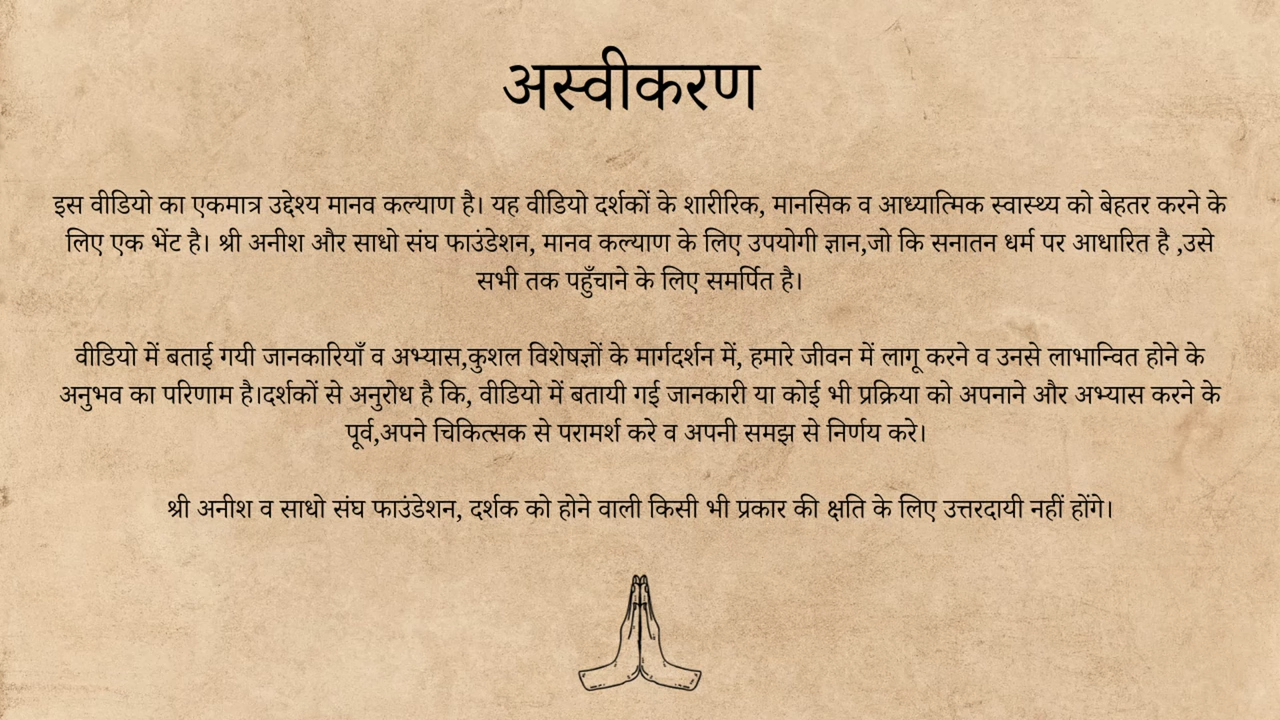 अस्वीकरण
इस वीडियो का एकमात्र उद्देश्य मानव कल्याण है। यह वीडियो दर्शकों के शारीरिक, मानसिक व आध्यात्मिक स्वास्थ्य को बेहतर करने के
लिए एक भेंट है। श्री अनीश और साधो संघ फाउंडेशन, मानव कल्याण के लिए उपयोगी ज्ञान,जो कि सनातन धर्म पर आधारित है ,उसे
सभी तक पहुँचाने के लिए समर्पित है।
वीडियो में बताई गयी जानकारियाँ व अभ्यास,कुशल विशेषज्ञों के मार्गदर्शन में, हमारे जीवन में लागू करने व उनसे लाभान्वित होने के
अनुभव का परिणाम है।दर्शकों से अनुरोध है कि, वीडियो में बतायी गई जानकारी या कोई भी प्रक्रिया को अपनाने और अभ्यास करने के
पूर्व,अपने चिकित्सक से परामर्श करे व अपनी समझ से निर्णय करे।
श्री अनीश व साधो संघ फाउंडेशन, दर्शक को होने वाली किसी भी प्रकार की क्षति के लिए उत्तरदायी नहीं होंगे।